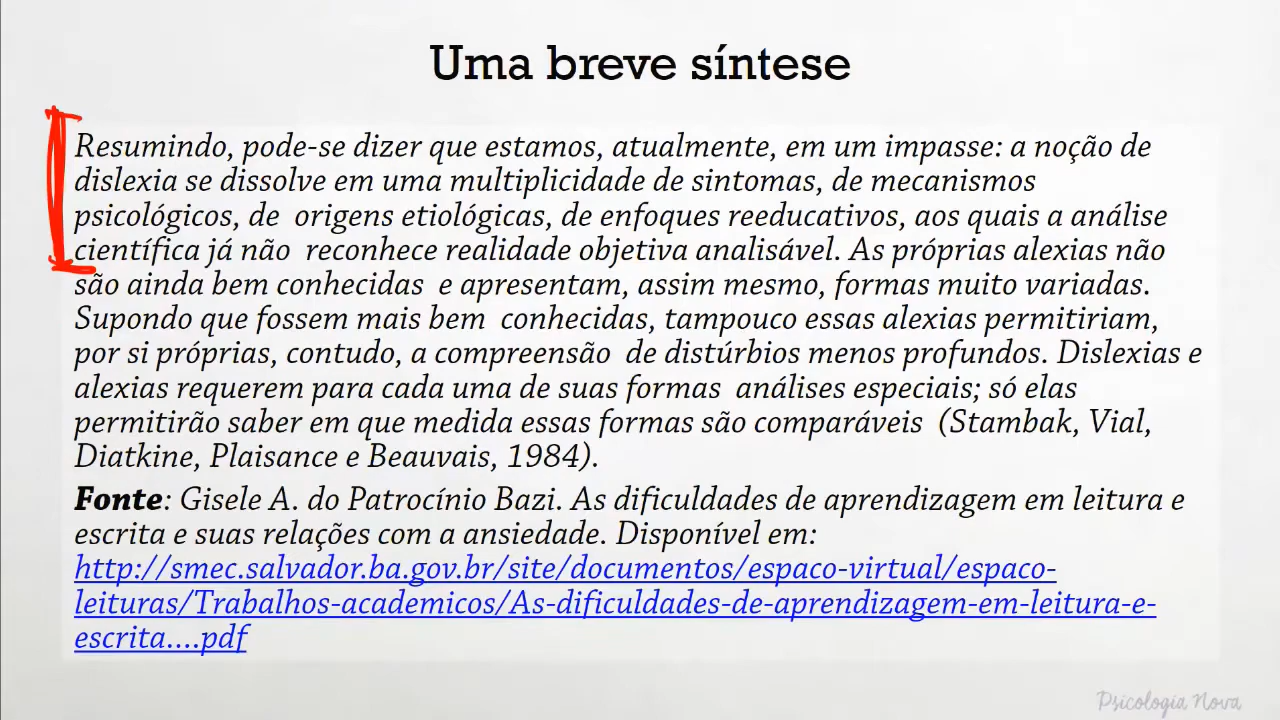 Uma breve síntese
Resumindo, pode-se dizer que estamos, atualmente, em um impasse: a noção de
dislexia se dissolve em uma multiplicidade de sintomas, de mecanismos
psicológicos, de origens etiológicas, de enfoques reeducativos, aos quais a análise
científica já não reconhece realidade objetiva analisável. As próprias alexias não
são ainda bem conhecidas e apresentam, assim mesmo, formas muito variadas.
Supondo que fossem mais bem conhecidas, tampouco essas alexias permitiriam,
por si próprias, contudo, a compreensão de distúrbios menos profundos. Dislexias e
alexias requerem para cada uma de suas formas análises especiais; só elas
permitirão saber em que medida essas formas são comparáveis (Stambak, Vial,
Diatkine, Plaisance e Beauvais, 1984).
Fonte: Gisele A. do Patrocínio Bazi. As dificuldades de aprendizagem em leitura e
escrita e suas relações com a ansiedade. Disponível em:
http://smec.salvador.ba.gov.br/site/documentos/espaco-virtual/espaco-
leituras/Trabalhos-academicos/As-dificuldades-de-aprendizagem-em-leitura-e-
escrita....pdf
Psicologia Nova